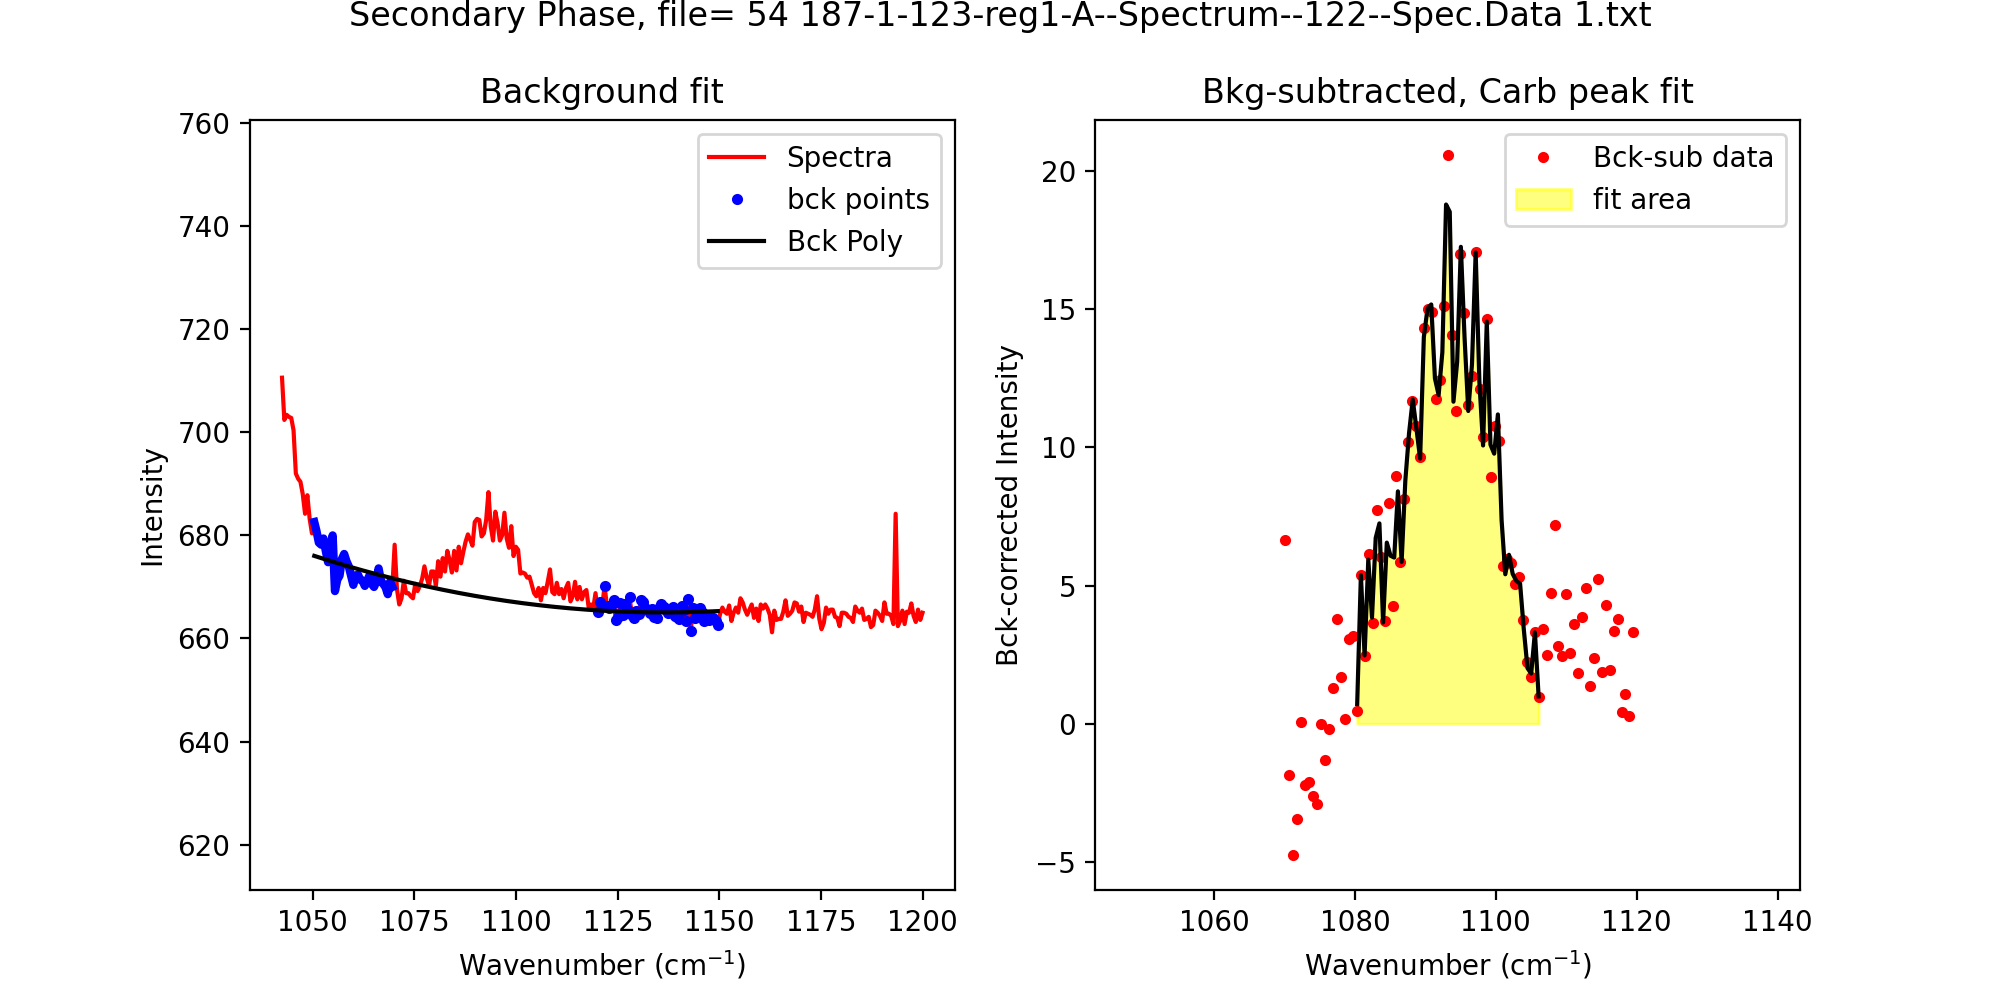 Secondary Phase, file= 54 187-1-123-reg1-A--Spectrum--122--Spec.Data 1.txt
Background fit
760
740
720
700
680
660
640
620
Intensity
Spectra
bck points
Bck Poly
1050 1075 1100 1125 1150 1175 1200
Wavenumber (cm⁻¹)
Bkg-subtracted, Carb peak fit
20
15
10
5
0
−5
Bck-corrected Intensity
Bck-sub data
fit area
1060 1080 1100 1120 1140
Wavenumber (cm⁻¹)